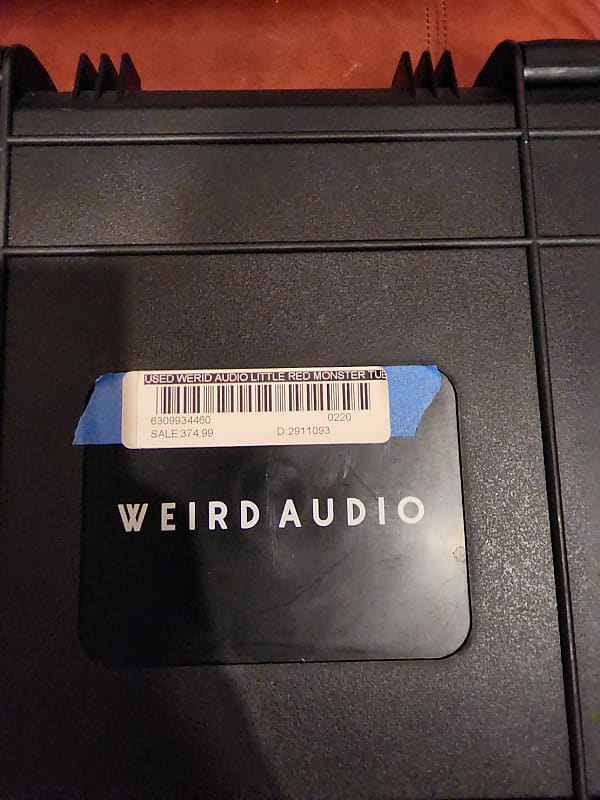 USED WERID AUDIO LITTLE RED MONSTER TUB
6309934460 0220
SALE:374.99 D:2911093
WEIRD AUDIO